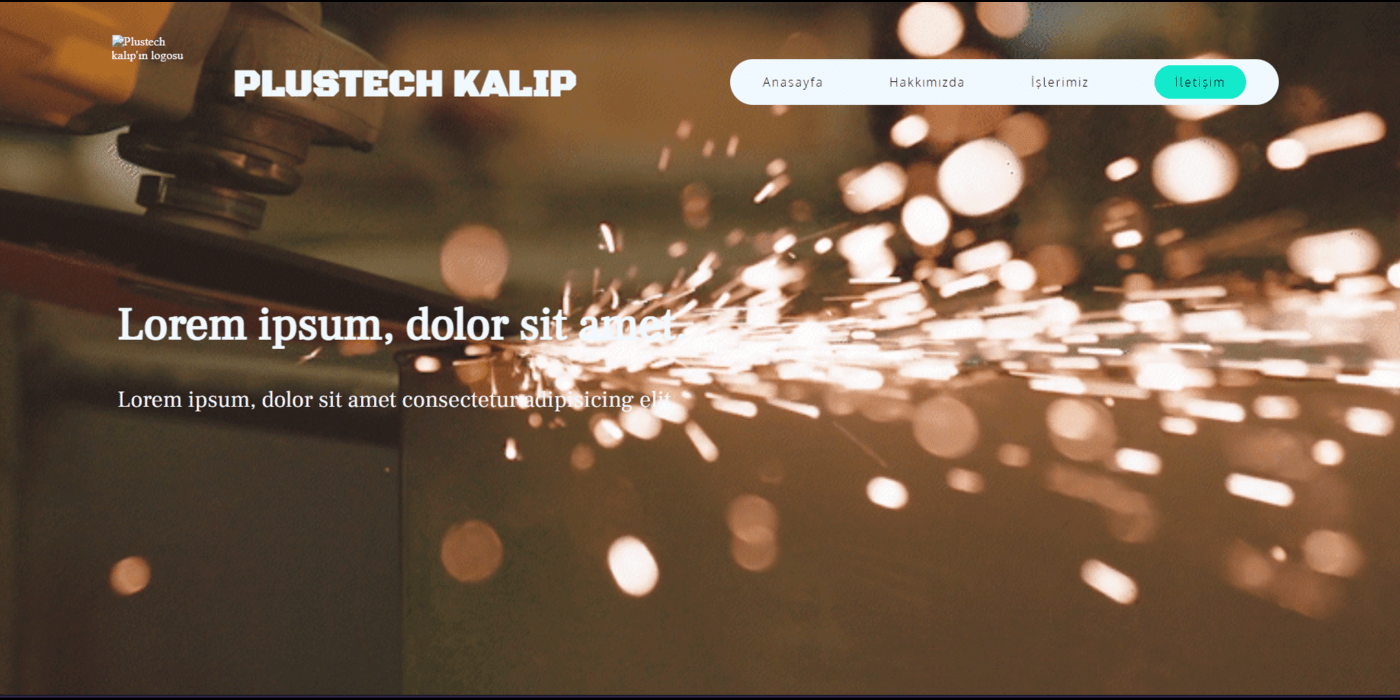 Plustech
kalıp'ın logosu
PLUSTECH KALIP
Anasayfa
Hakkımızda
İşlerimiz
İletişim
Lorem ipsum, dolor sit amet.
Lorem ipsum, dolor sit amet consectetur adipisicing elit.